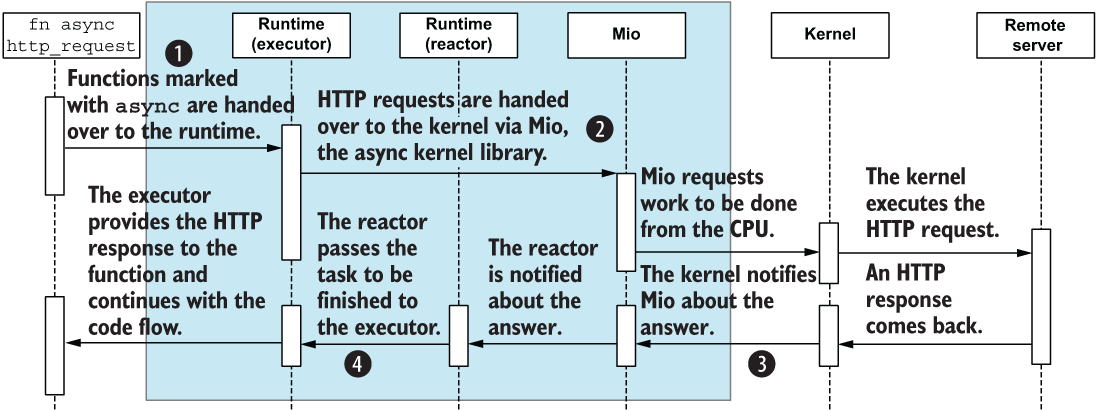 fn async
http_request
Runtime
(executor)
Runtime
(reactor)
Mio
Kernel
Remote
server
1
Functions marked
with async are handed
over to the runtime.
HTTP requests are handed
over to the kernel via Mio,
the async kernel library.
2
Mio requests
work to be done
from the CPU.
The kernel
executes the
HTTP request.
The executor
provides the HTTP
response to the
function and
continues with the
code flow.
The reactor
passes the
task to be
finished to
the executor.
4
The reactor
is notified
about the
answer.
The kernel notifies
Mio about the
answer.
3
An HTTP
response
comes back.